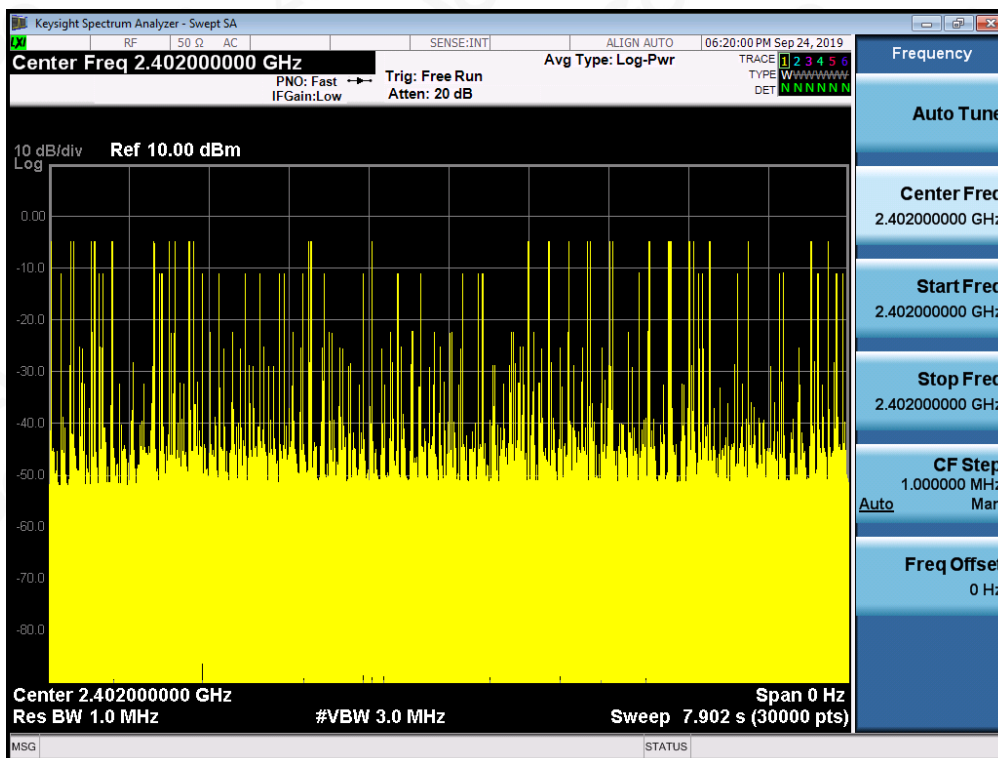 Keysight Spectrum Analyzer - Swept SA
LXI RF 50 Ω AC SENSE:INT ALIGN AUTO 06:20:00 PM Sep 24, 2019
Center Freq 2.402000000 GHz
PNO: Fast
IFGain:Low
Trig: Free Run
Atten: 20 dB
Avg Type: Log-Pwr
TRACE 1 2 3 4 5 6
TYPE WWWWWW
DET N N N N N N
10 dB/div Ref 10.00 dBm
Log
0.00
-10.0
-20.0
-30.0
-40.0
-50.0
-60.0
-70.0
-80.0
Center 2.402000000 GHz Span 0 Hz
Res BW 1.0 MHz #VBW 3.0 MHz Sweep 7.902 s (30000 pts)
MSG STATUS
Frequency
Auto Tune
Center Freq
2.402000000 GHz
Start Freq
2.402000000 GHz
Stop Freq
2.402000000 GHz
CF Step
1.000000 MHz
Auto Man
Freq Offset
0 Hz